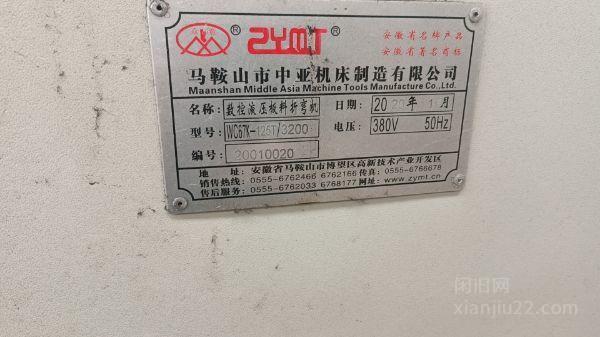 ® ZYMT ®
安徽省名牌产品
安徽省著名商标
马鞍山市中亚机床制造有限公司
Maanshan Middle Asia Machine Tools Manufacture Co.,Ltd.
名称: 数控液压板料折弯机 日期: 2020年1月
型号: WC67K-125T/3200 电压: 380V 50Hz
编号: 20010020
地 址: 安徽省马鞍山市博望区高新技术产业开发区
销售热线: 0555-6762466 6762166 传真: 0555-6766678
售后服务: 0555-6762033 6768177 网址: www.zymt.cn
闲旧网
xianjiu22.com